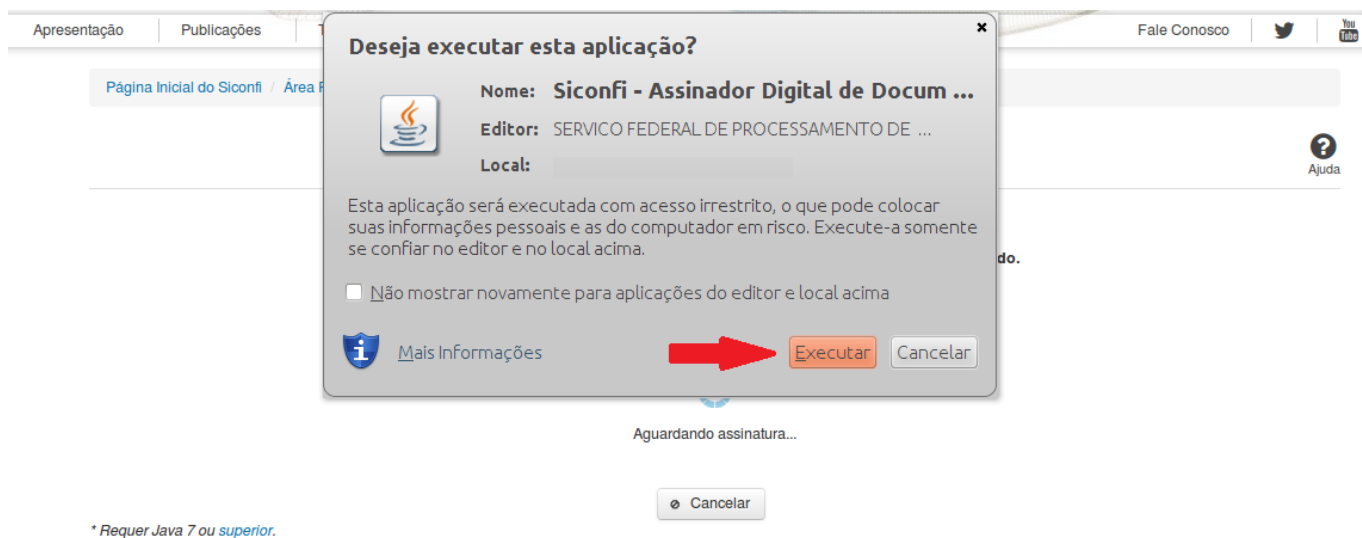 Apresentação Publicações T Fale Conosco You Tube
Página Inicial do Siconfi / Área F
Deseja executar esta aplicação?
Nome: Siconfi - Assinador Digital de Docum ...
Editor: SERVICO FEDERAL DE PROCESSAMENTO DE ...
Local:
Ajuda
Esta aplicação será executada com acesso irrestrito, o que pode colocar
suas informações pessoais e as do computador em risco. Execute-a somente
se confiar no editor e no local acima.
do.
Não mostrar novamente para aplicações do editor e local acima
Mais Informações Executar Cancelar
Aguardando assinatura...
Cancelar
* Requer Java 7 ou superior.